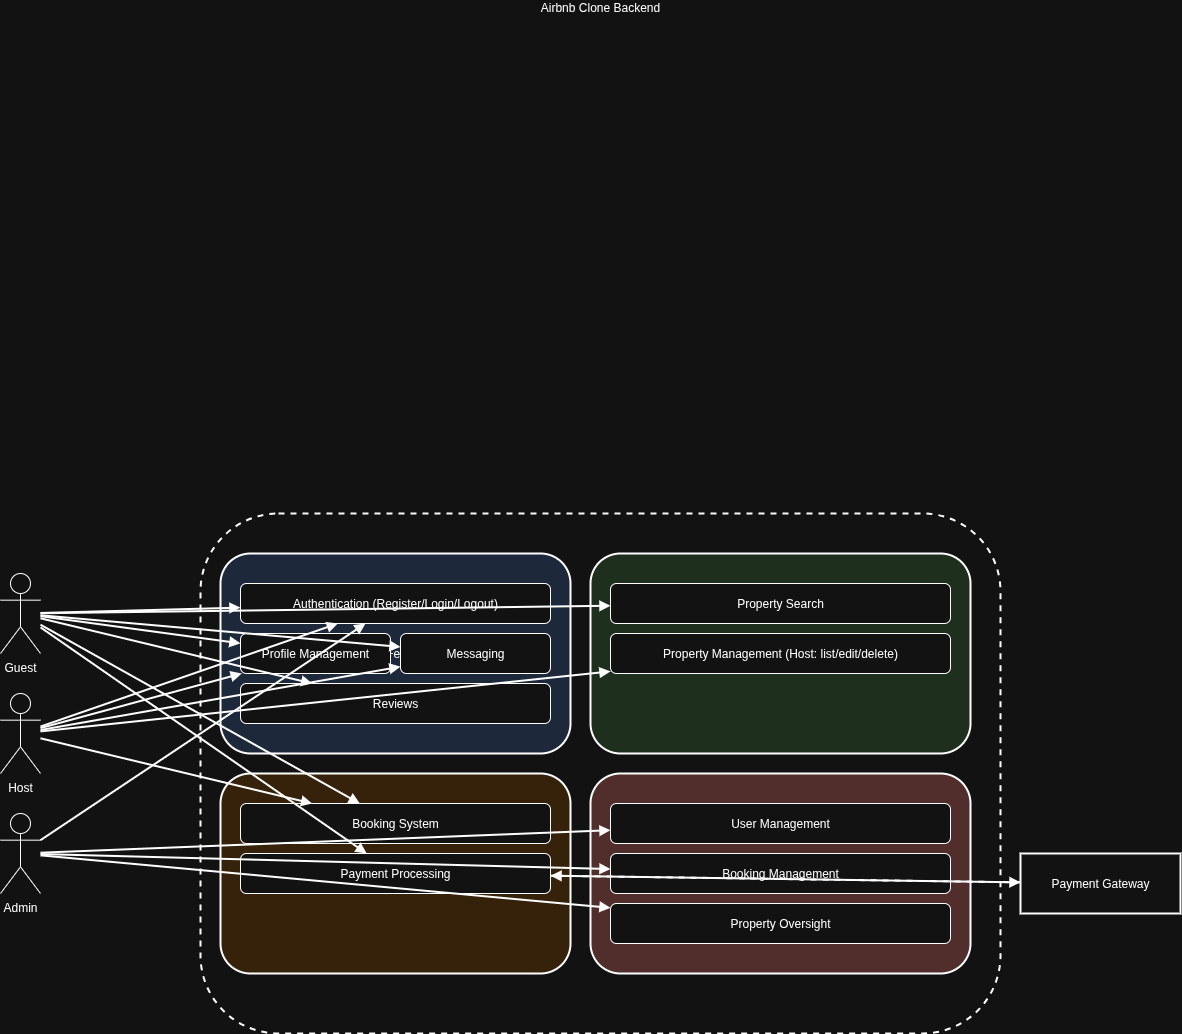 Airbnb Clone Backend
Authentication (Register/Login/Logout)
Property Search
Profile Management
Messaging
Property Management (Host: list/edit/delete)
Guest
Reviews
Host
Booking System
User Management
Payment Processing
Booking Management
Payment Gateway
Admin
Property Oversight